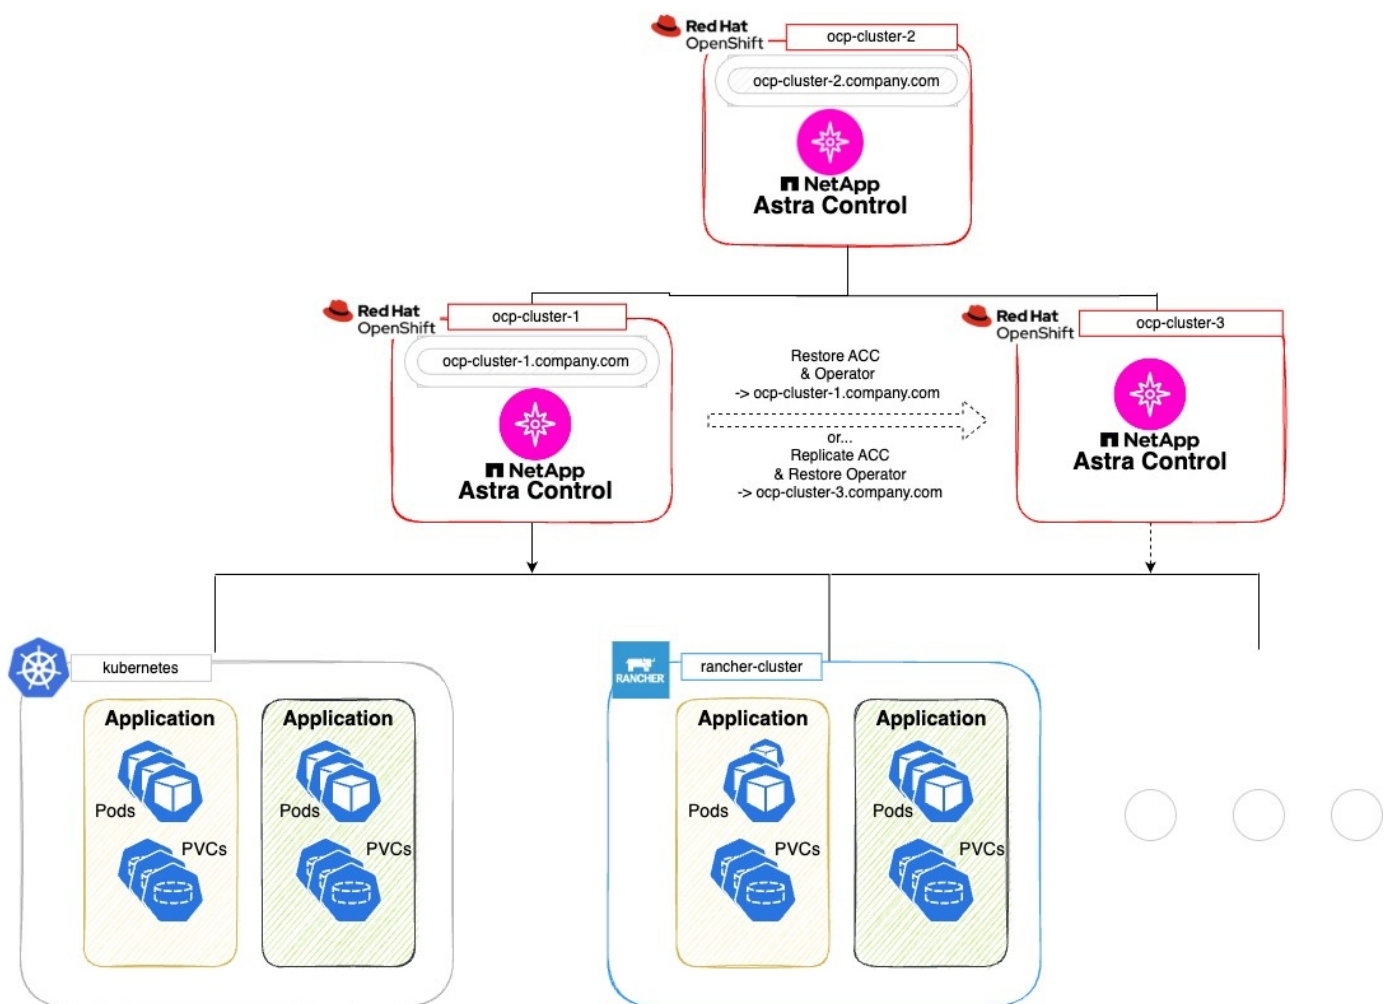 Red Hat
OpenShift
ocp-cluster-2
ocp-cluster-2.company.com
NetApp
Astra Control
Red Hat
OpenShift
ocp-cluster-1
ocp-cluster-1.company.com
NetApp
Astra Control
Restore ACC
& Operator
-> ocp-cluster-1.company.com
or...
Replicate ACC
& Restore Operator
-> ocp-cluster-3.company.com
Red Hat
OpenShift
ocp-cluster-3
NetApp
Astra Control
kubernetes
Application
Pods
PVCs
Application
Pods
PVCs
RANCHER
rancher-cluster
Application
Pods
PVCs
Application
Pods
PVCs